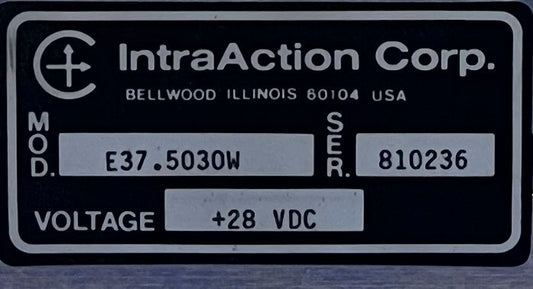 IntraAction Corp.
BELLWOOD ILLINOIS 60104 USA
MOD. E37.5030W SER. 810236
VOLTAGE +28 VDC